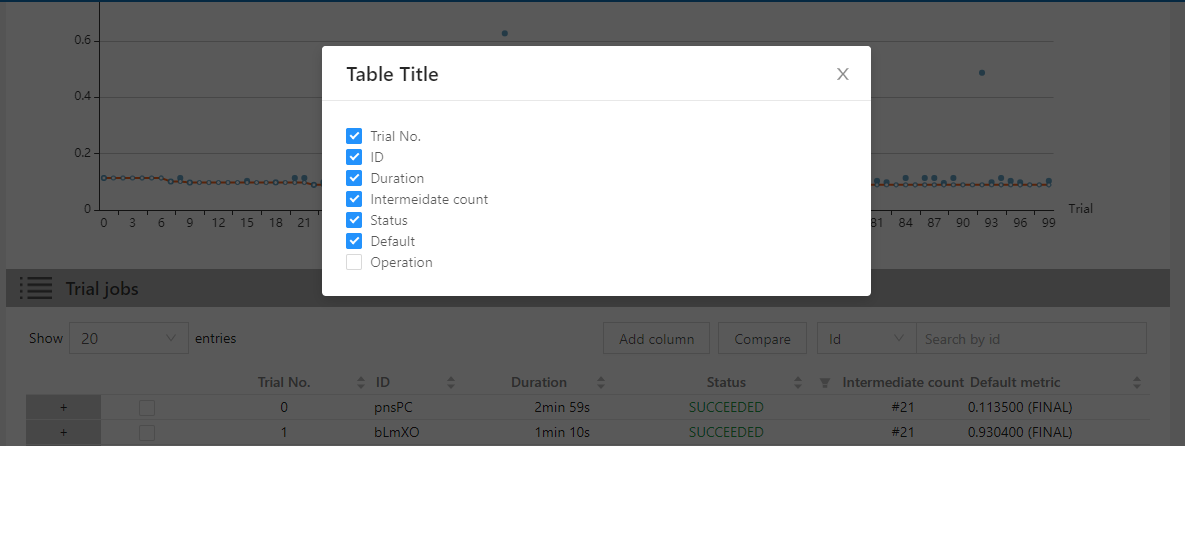 0.6
0.4
0.2
0
0 3 6 9 12 15 18 21 81 84 87 90 93 96 99
Trial
Table Title
Trial No.
ID
Duration
Intermeidate count
Status
Default
Operation
Trial jobs
Show 20 entries Add column Compare Id Search by id
Trial No. ID Duration Status Intermediate count Default metric
+ 0 pnsPC 2min 59s SUCCEEDED #21 0.113500 (FINAL)
+ 1 bLmXO 1min 10s SUCCEEDED #21 0.930400 (FINAL)